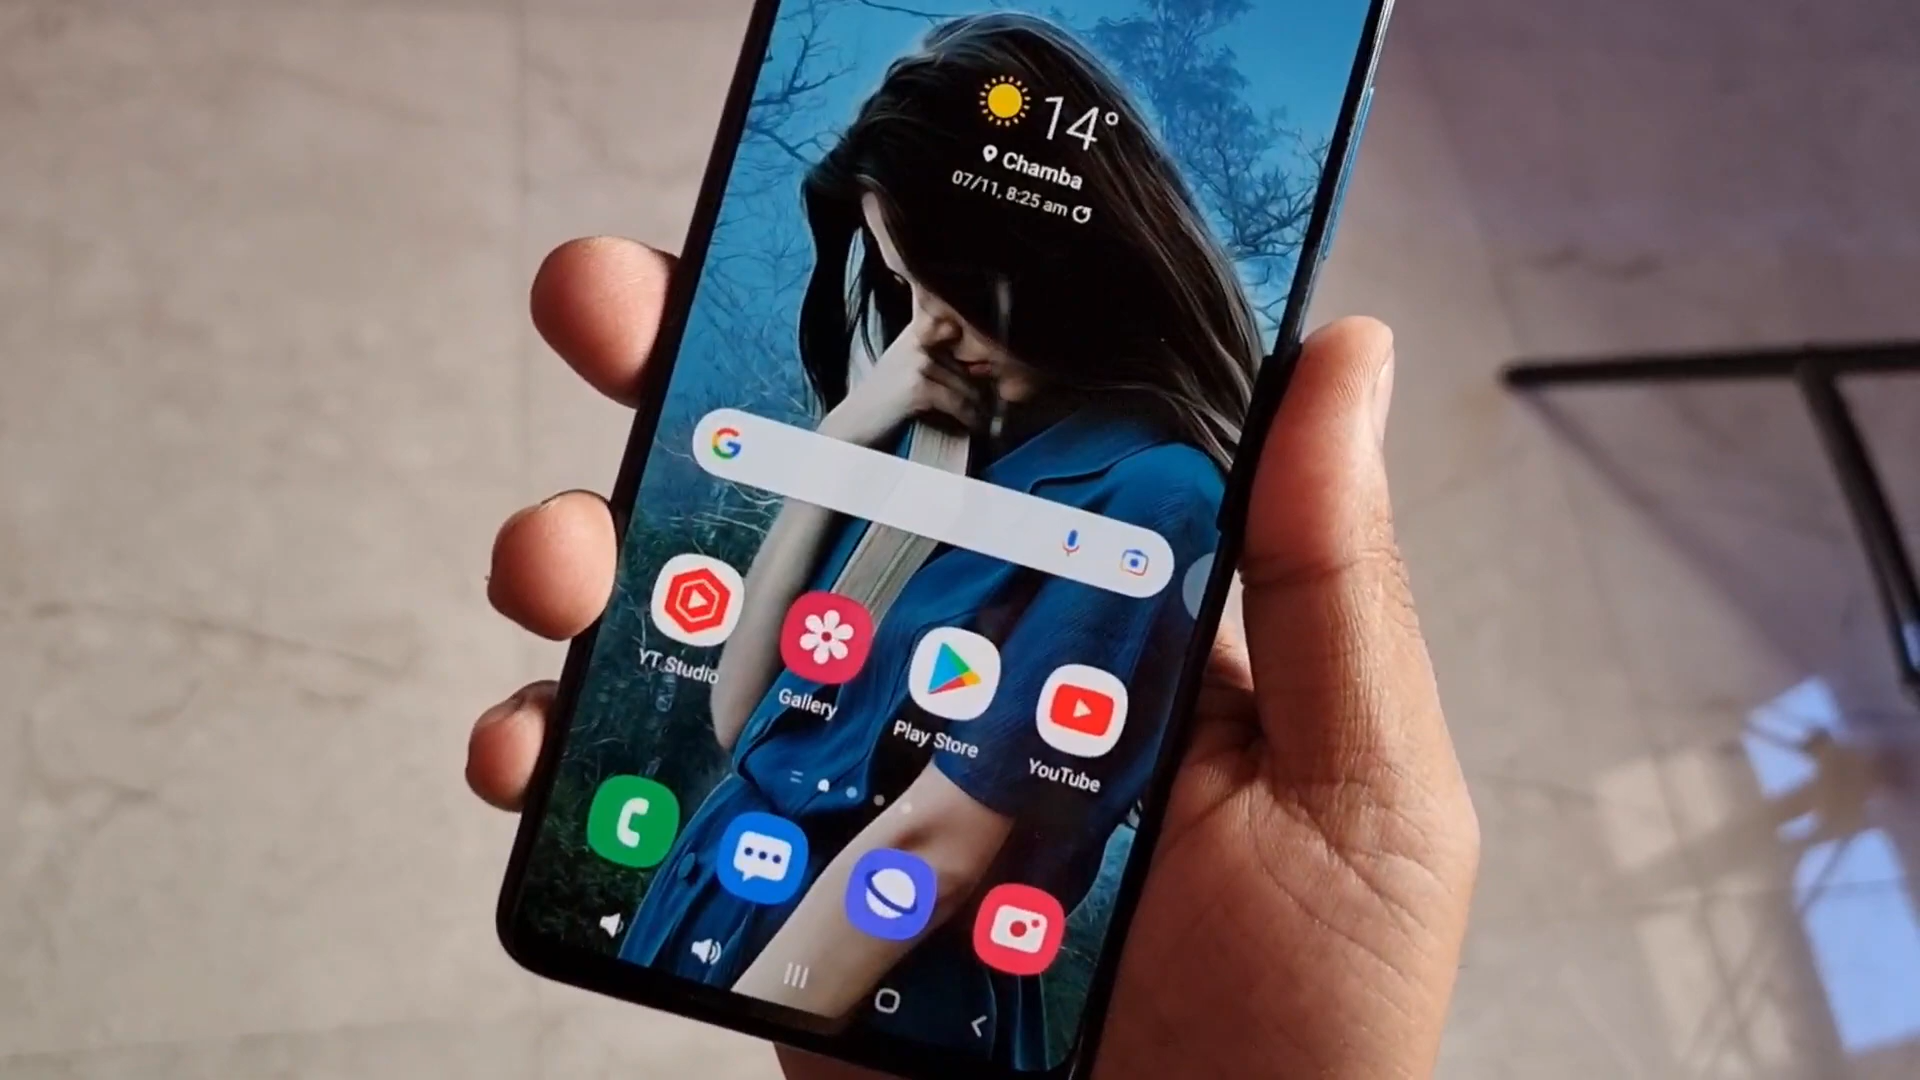 14°
Chamba
07/11, 8:25 am
G
YT Studio
Gallery
Play Store
YouTube